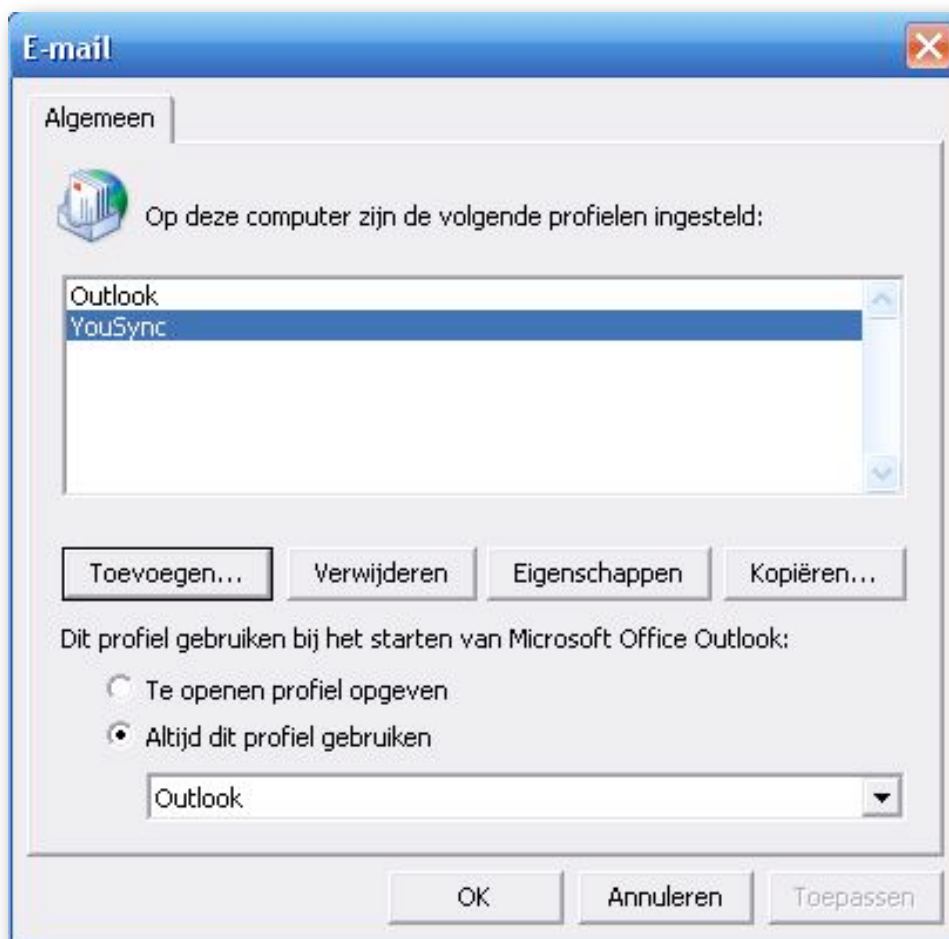 E-mail
Algemeen
Op deze computer zijn de volgende profielen ingesteld:
Outlook
YouSync
Toevoegen... Verwijderen Eigenschappen Kopiëren...
Dit profiel gebruiken bij het starten van Microsoft Office Outlook:
Te openen profiel opgeven
Altijd dit profiel gebruiken
Outlook
OK Annuleren Toepassen